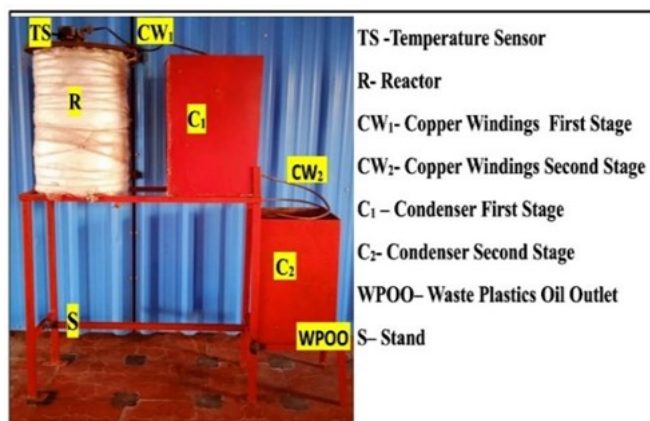 TS
CW₁
R
C₁
CW₂
C₂
S
WPOO
TS -Temperature Sensor
R- Reactor
CW₁- Copper Windings First Stage
CW₂- Copper Windings Second Stage
C₁ – Condenser First Stage
C₂- Condenser Second Stage
WPOO– Waste Plastics Oil Outlet
S– Stand